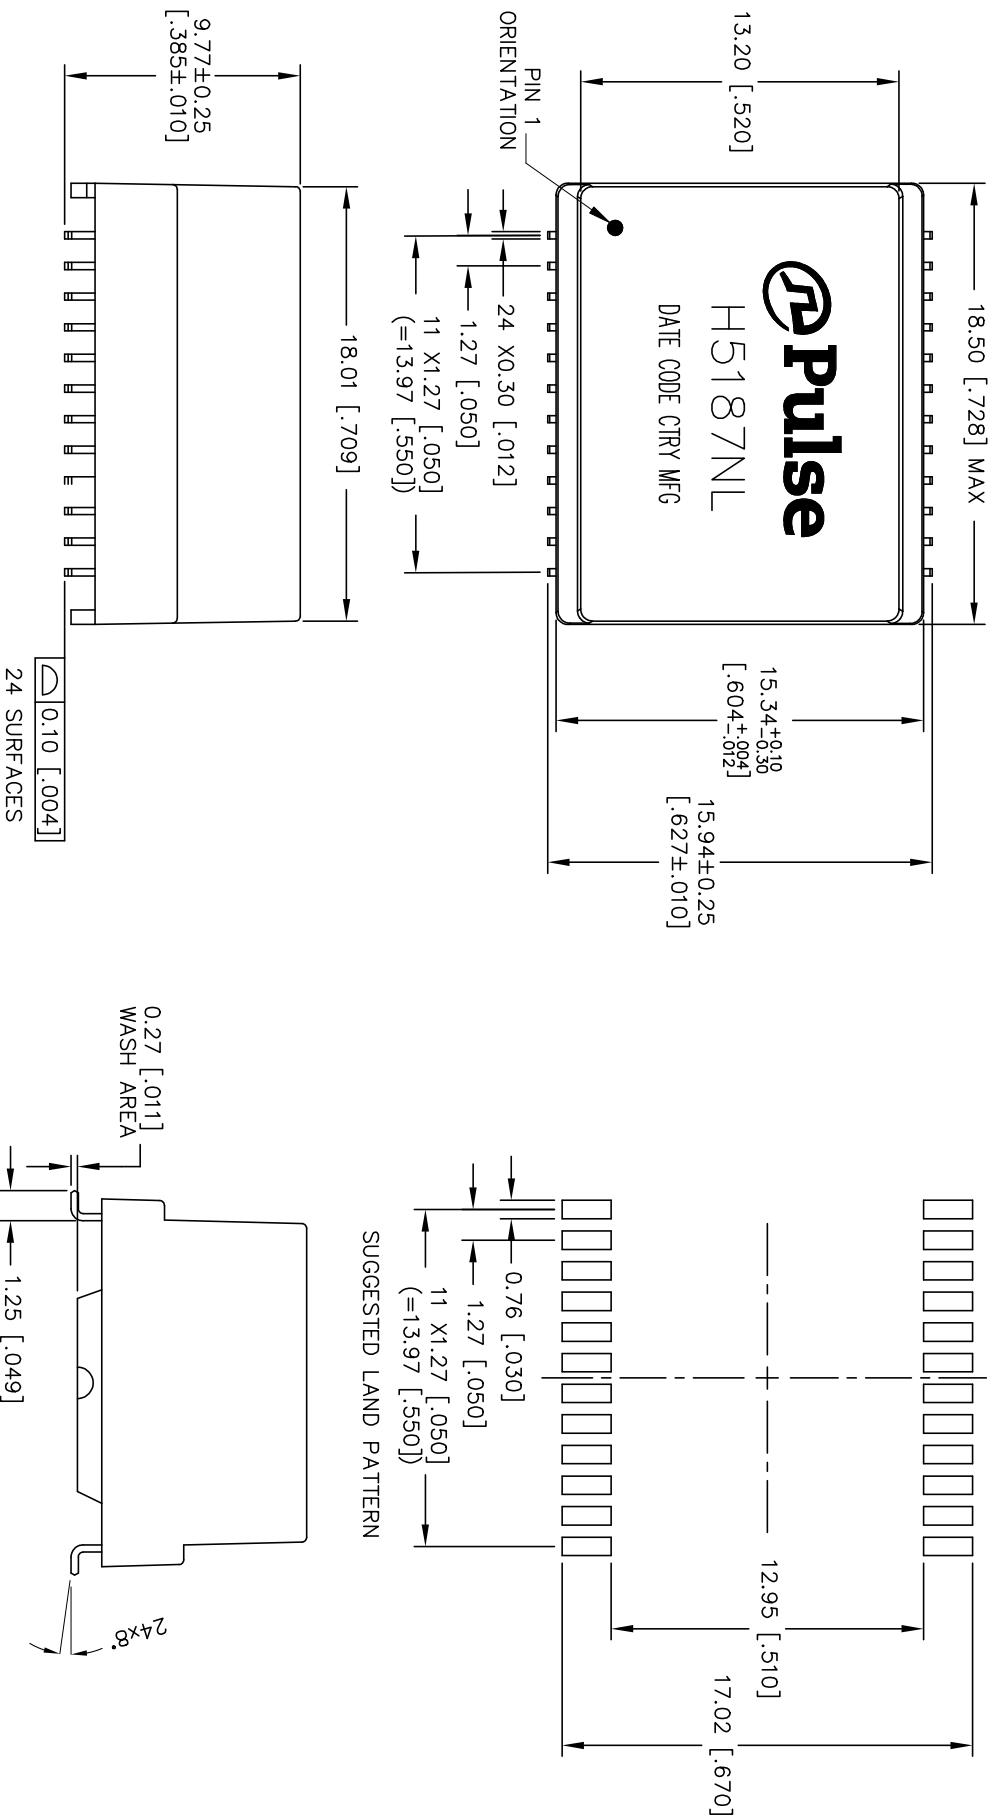 18.50 [.728] MAX
13.20 [.520]
Pulse
H5187NL
DATE CODE CTRY MFG
PIN 1
ORIENTATION
24 X0.30 [.012]
1.27 [.050]
11 X1.27 [.050]
(=13.97 [.550])
15.34+0.10
-0.30
[.604+.004
-.012]
15.94±0.25
[.627±.010]
18.01 [.709]
9.77±0.25
[.385±.010]
0.10 [.004]
24 SURFACES
12.95 [.510]
17.02 [.670]
0.76 [.030]
1.27 [.050]
11 X1.27 [.050]
(=13.97 [.550])
SUGGESTED LAND PATTERN
0.27 [.011]
WASH AREA
1.25 [.049]
24x8°